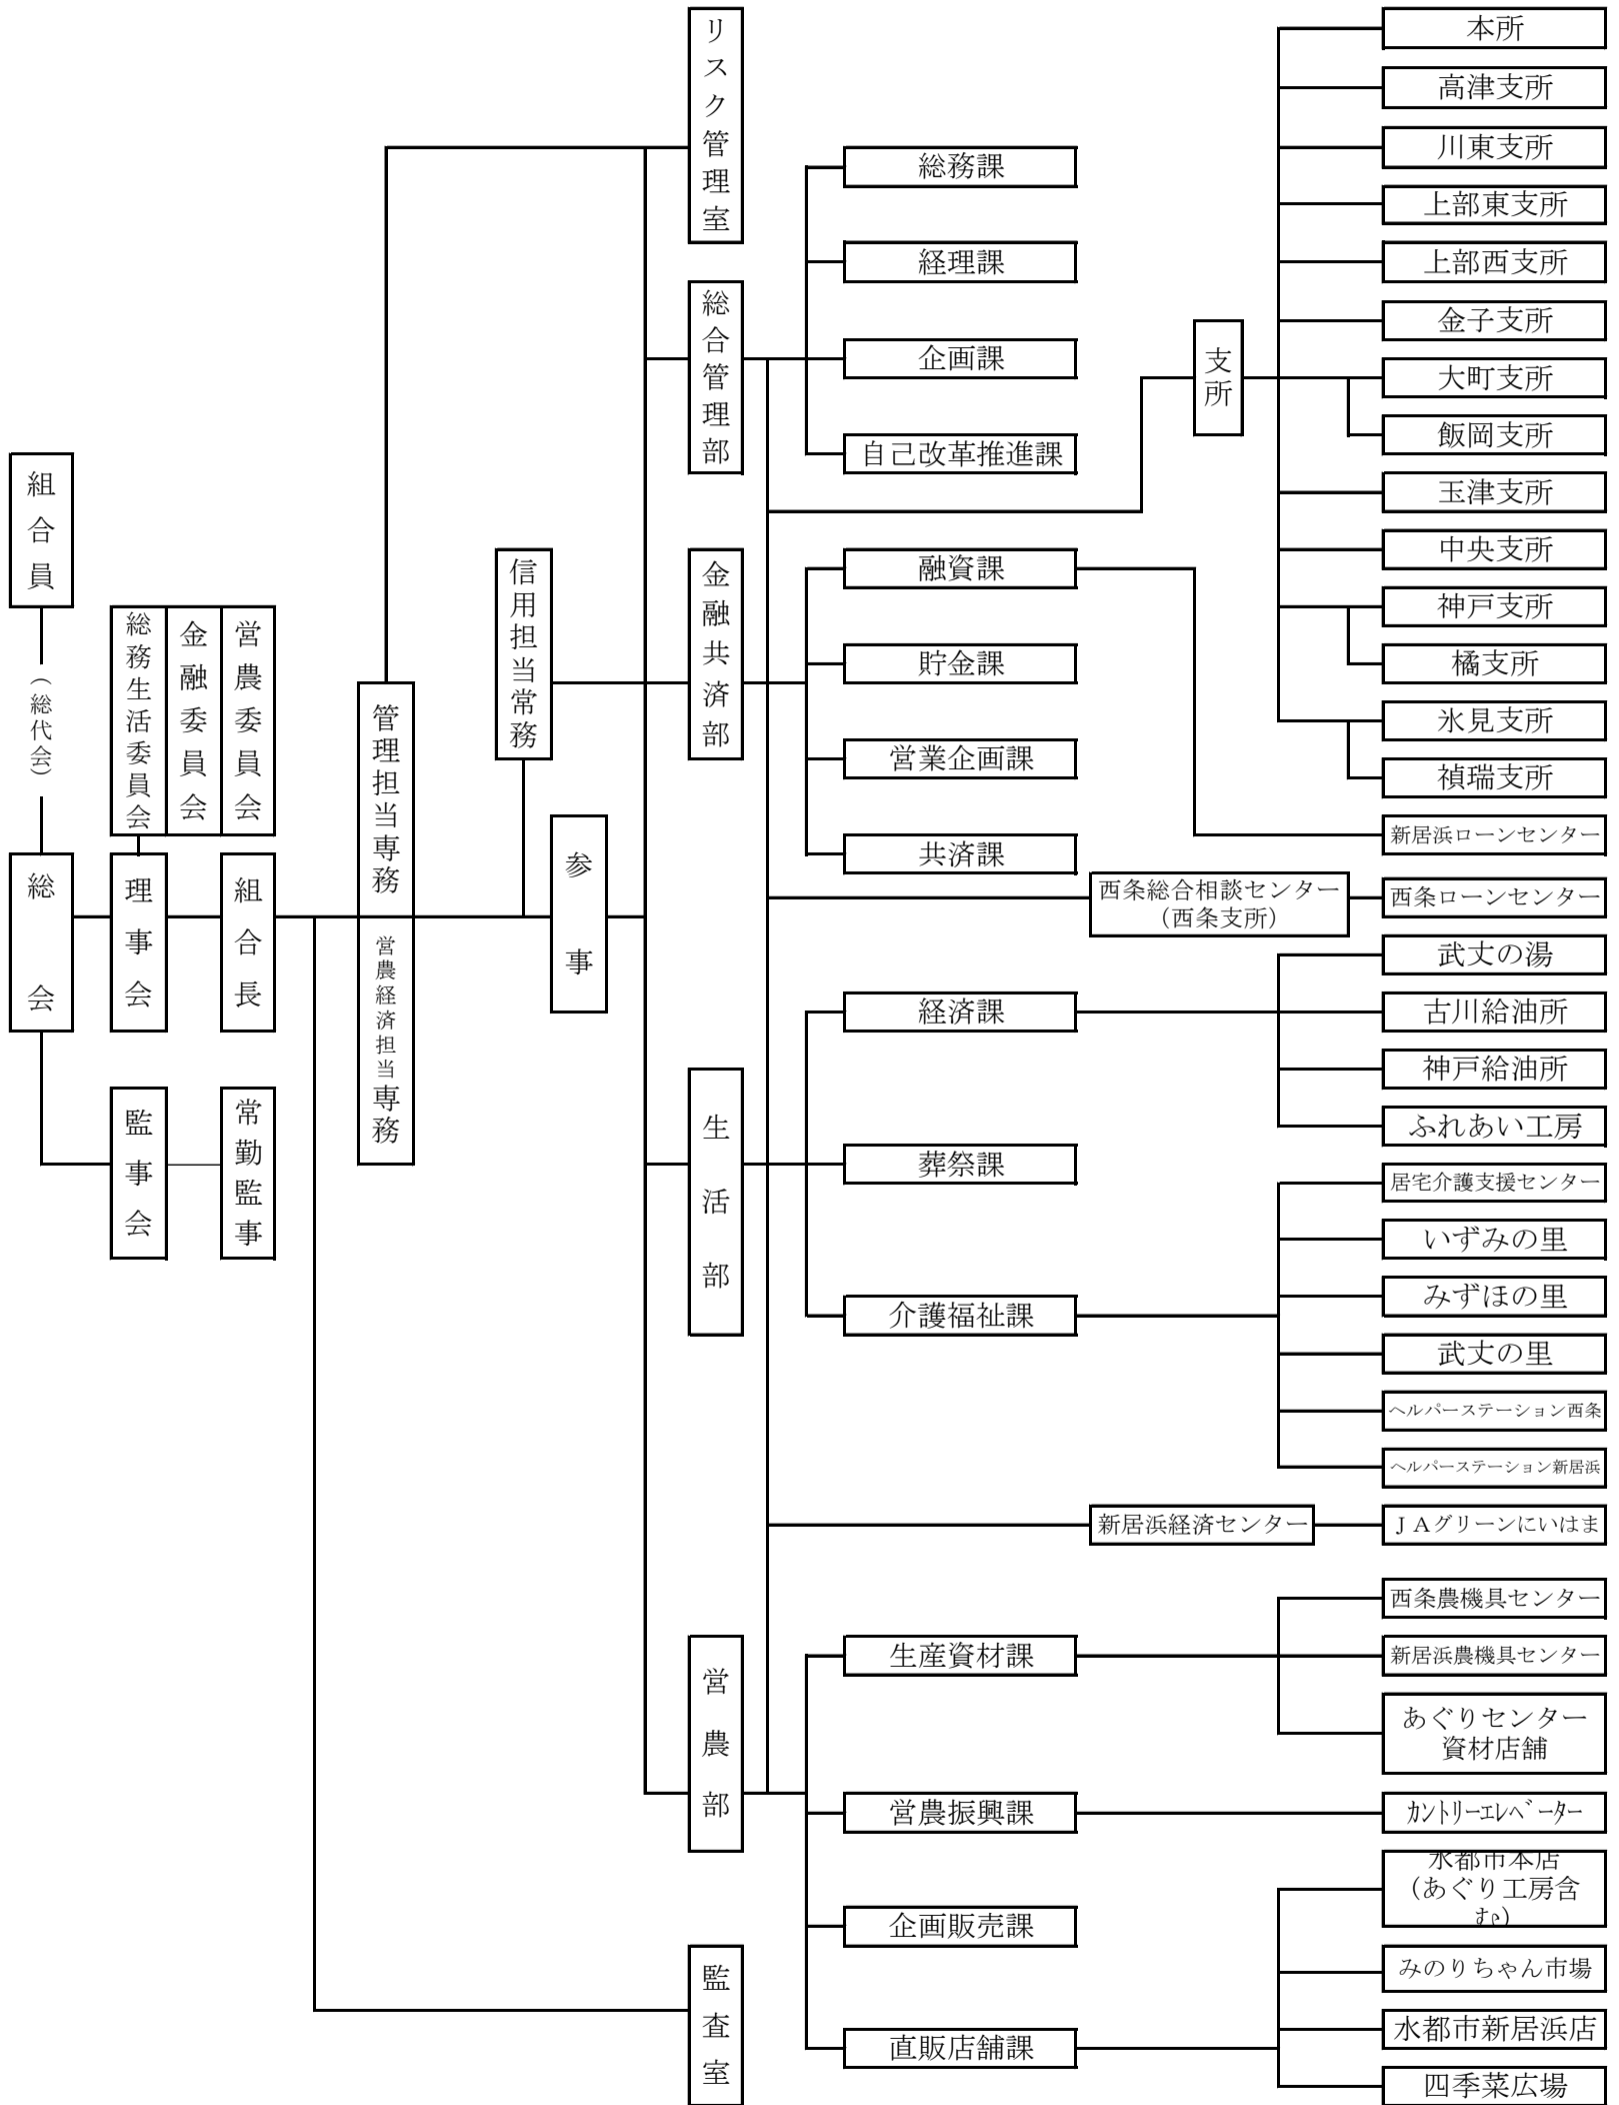 組合員
（総代会）
総会
総務生活委員会
金融委員会
営農委員会
理事会
組合長
監事会
常勤監事
管理担当専務
営農経済担当専務
信用担当常務
参事
リスク管理室
総合管理部
総務課
経理課
企画課
自己改革推進課
支所
本所
高津支所
川東支所
上部東支所
上部西支所
金子支所
大町支所
飯岡支所
玉津支所
中央支所
神戸支所
橘支所
氷見支所
禎瑞支所
金融共済部
融資課
貯金課
営業企画課
共済課
新居浜ローンセンター
西条総合相談センター
（西条支所）
西条ローンセンター
生活部
経済課
武丈の湯
古川給油所
神戸給油所
ふれあい工房
葬祭課
介護福祉課
居宅介護支援センター
いずみの里
みずほの里
武丈の里
ヘルパーステーション西条
ヘルパーステーション新居浜
新居浜経済センター
ＪＡグリーンにいはま
営農部
生産資材課
西条農機具センター
新居浜農機具センター
あぐりセンター
資材店舗
営農振興課
ｶﾝﾄﾘｰｴﾚﾍﾞｰﾀｰ
企画販売課
直販店舗課
水都市本店
（あぐり工房含
む）
みのりちゃん市場
水都市新居浜店
四季菜広場
監査室